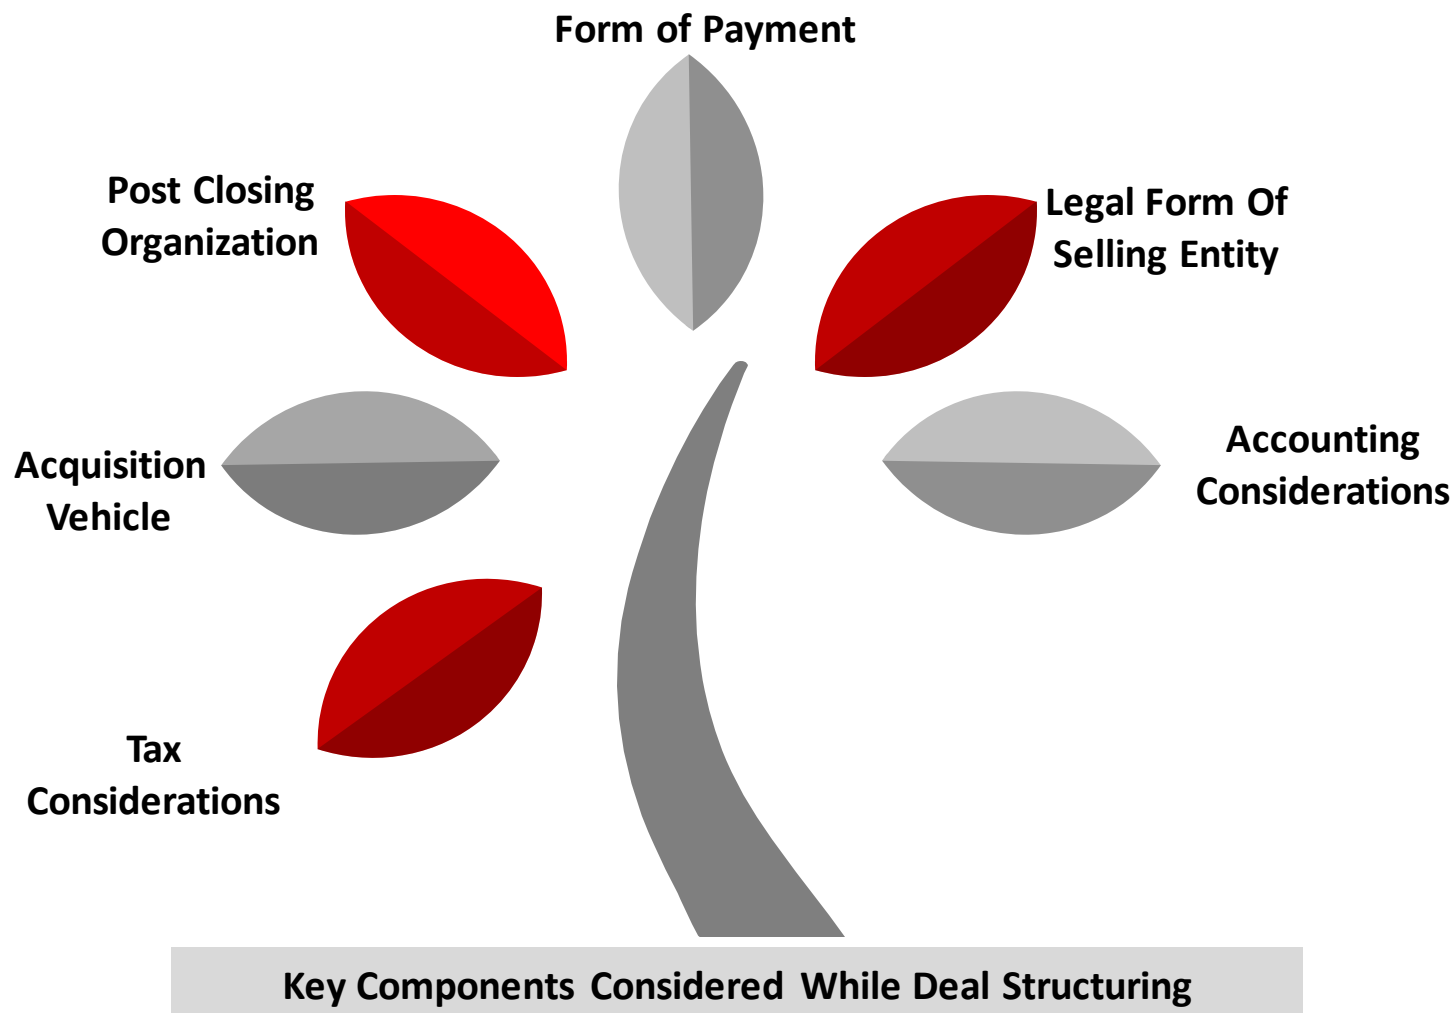 Form of Payment
Post Closing
Organization
Legal Form Of
Selling Entity
Acquisition
Vehicle
Accounting
Considerations
Tax
Considerations
Key Components Considered While Deal Structuring